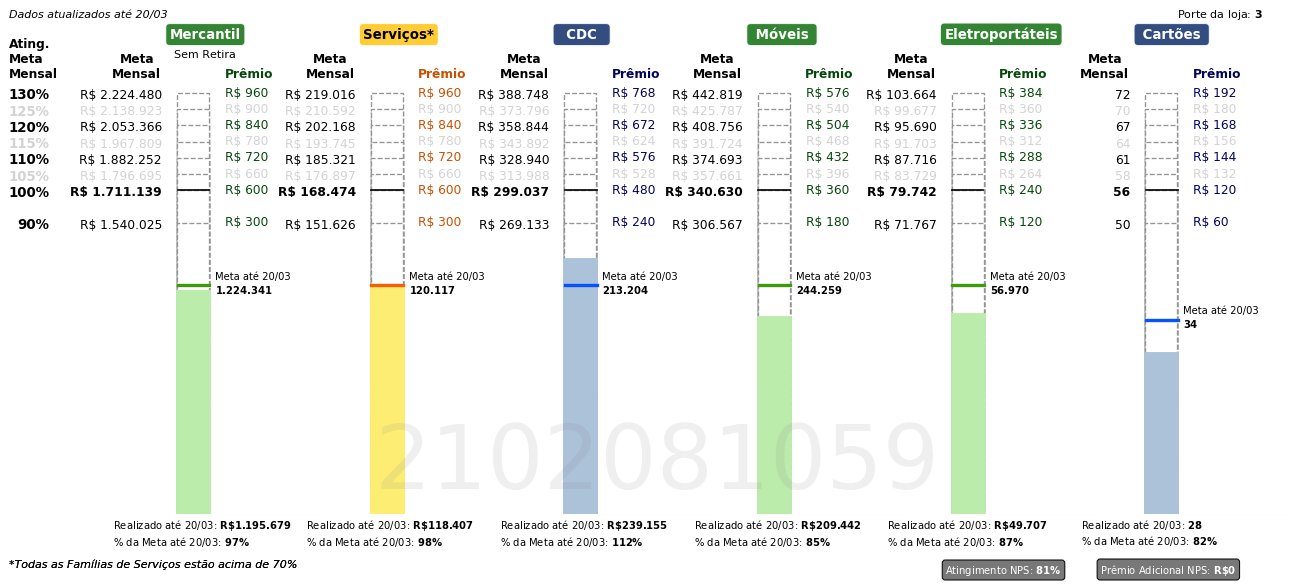 Dados atualizados até 20/03 Porte da loja: 3
Mercantil Serviços* CDC Móveis Eletroportáteis Cartões
Sem Retira
Ating. Meta Mensal Meta Mensal Prêmio Meta Mensal Prêmio Meta Mensal Prêmio Meta Mensal Prêmio Meta Mensal Prêmio Meta Mensal Prêmio
130% R$ 2.224.480 R$ 960 R$ 219.016 R$ 960 R$ 388.748 R$ 768 R$ 442.819 R$ 576 R$ 103.664 R$ 384 72 R$ 192
125% R$ 2.138.923 R$ 900 R$ 210.592 R$ 900 R$ 373.796 R$ 720 R$ 425.787 R$ 540 R$ 99.677 R$ 360 70 R$ 180
120% R$ 2.053.366 R$ 840 R$ 202.168 R$ 840 R$ 358.844 R$ 672 R$ 408.756 R$ 504 R$ 95.690 R$ 336 67 R$ 168
115% R$ 1.967.809 R$ 780 R$ 193.745 R$ 780 R$ 343.892 R$ 624 R$ 391.724 R$ 468 R$ 91.703 R$ 312 64 R$ 156
110% R$ 1.882.252 R$ 720 R$ 185.321 R$ 720 R$ 328.940 R$ 576 R$ 374.693 R$ 432 R$ 87.716 R$ 288 61 R$ 144
105% R$ 1.796.695 R$ 660 R$ 176.897 R$ 660 R$ 313.988 R$ 528 R$ 357.661 R$ 396 R$ 83.729 R$ 264 58 R$ 132
100% R$ 1.711.139 R$ 600 R$ 168.474 R$ 600 R$ 299.037 R$ 480 R$ 340.630 R$ 360 R$ 79.742 R$ 240 56 R$ 120
90% R$ 1.540.025 R$ 300 R$ 151.626 R$ 300 R$ 269.133 R$ 240 R$ 306.567 R$ 180 R$ 71.767 R$ 120 50 R$ 60
Meta até 20/03 Meta até 20/03 Meta até 20/03 Meta até 20/03 Meta até 20/03
1.224.341 120.117 213.204 244.259 56.970
Meta até 20/03
34
2102081059
Realizado até 20/03: R$1.195.679 Realizado até 20/03: R$118.407 Realizado até 20/03: R$239.155 Realizado até 20/03: R$209.442 Realizado até 20/03: R$49.707 Realizado até 20/03: 28
% da Meta até 20/03: 97% % da Meta até 20/03: 98% % da Meta até 20/03: 112% % da Meta até 20/03: 85% % da Meta até 20/03: 87% % da Meta até 20/03: 82%
*Todas as Famílias de Serviços estão acima de 70% Atingimento NPS: 81% Prêmio Adicional NPS: R$0